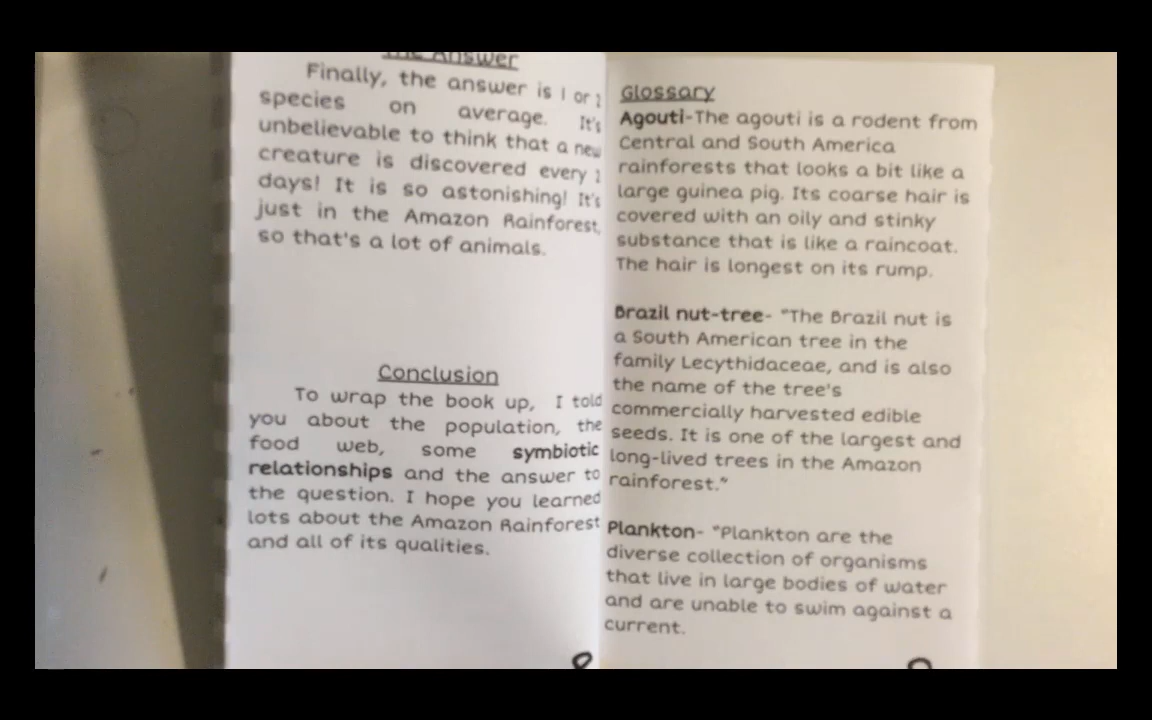 The Answer
Finally, the answer is 1 or 2
species on average. It's
unbelievable to think that a new
creature is discovered every 2
days! It is so astonishing! It's
just in the Amazon Rainforest,
so that's a lot of animals.
Conclusion
To wrap the book up, I told
you about the population, the
food web, some symbiotic
relationships and the answer to
the question. I hope you learned
lots about the Amazon Rainforest
and all of its qualities.
Glossary
Agouti-The agouti is a rodent from
Central and South America
rainforests that looks a bit like a
large guinea pig. Its coarse hair is
covered with an oily and stinky
substance that is like a raincoat.
The hair is longest on its rump.
Brazil nut-tree- "The Brazil nut is
a South American tree in the
family Lecythidaceae, and is also
the name of the tree's
commercially harvested edible
seeds. It is one of the largest and
long-lived trees in the Amazon
rainforest."
Plankton- "Plankton are the
diverse collection of organisms
that live in large bodies of water
and are unable to swim against a
current.